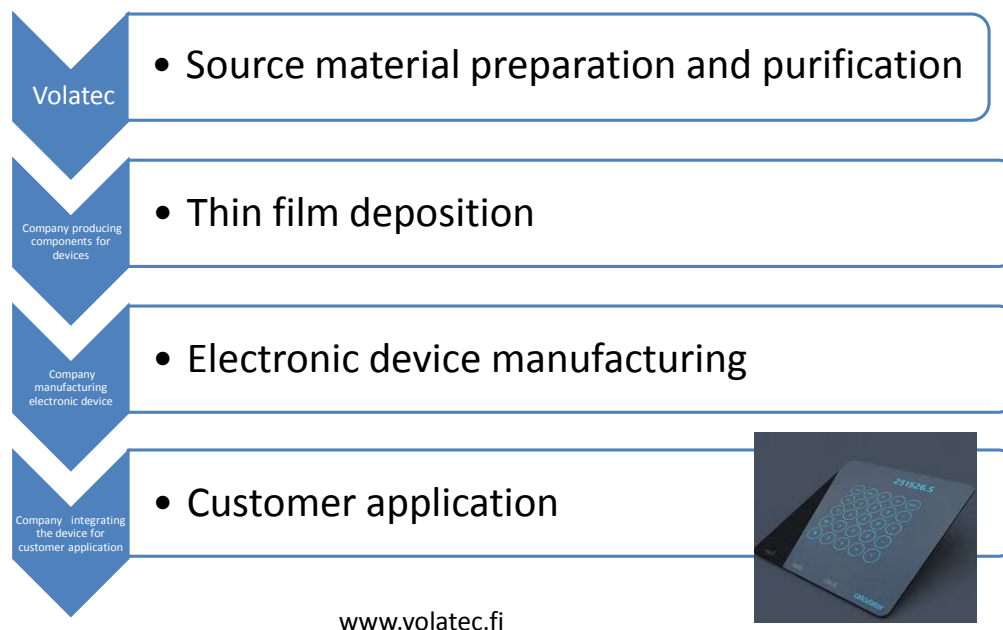 Volatec
• Source material preparation and purification
Company producing
components for
devices
• Thin film deposition
Company
manufacturing
electronic device
• Electronic device manufacturing
Company integrating
the device for
customer application
• Customer application
251526.5
calculator
www.volatec.fi